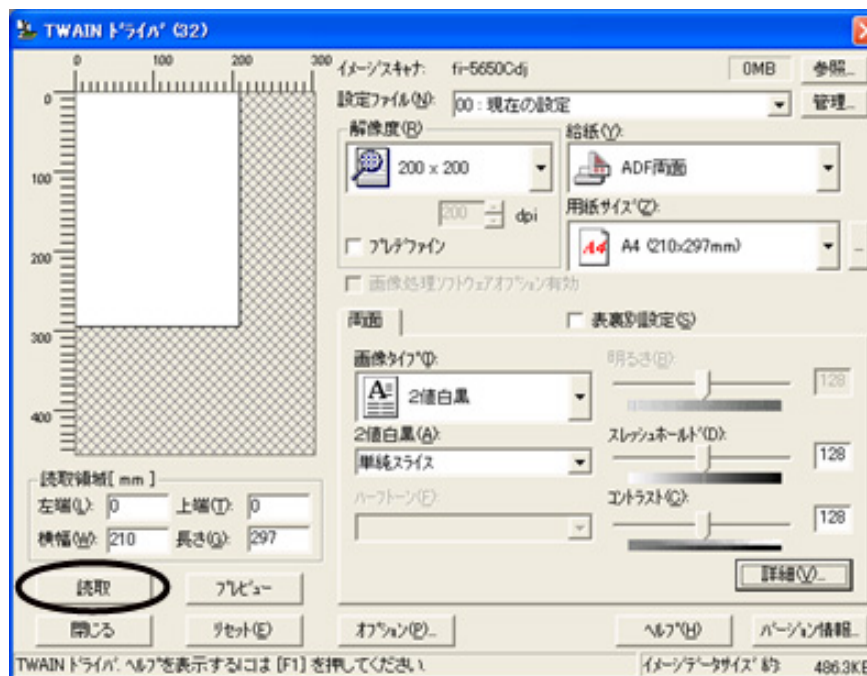 TWAIN ﾄﾞﾗｲﾊﾞ (32)
0 100 200 300
0
100
200
300
400
ｲﾒｰｼﾞｽｷｬﾅ: fi-5650Cdj 0MB 参照...
設定ﾌｧｲﾙ(N): 00 : 現在の設定 管理...
解像度(R) 給紙(Y):
200 x 200 ADF両面
200 dpi 用紙ｻｲｽﾞ(Z):
ﾌﾟﾚﾃﾞﾌｧｲﾝ A4 A4 (210x297mm) ...
画像処理ｿﾌﾄｳｪｱｵﾌﾟｼｮﾝ有効
両面 表裏別設定(S)
画像ﾀｲﾌﾟ(I): 明るさ(B):
2値白黒 128
2値白黒(A): ｽﾚｯｼｭﾎｰﾙﾄﾞ(D):
単純ｽﾗｲｽ 128
ﾊｰﾌﾄｰﾝ(F): ｺﾝﾄﾗｽﾄ(C):
128
詳細(V)...
読取領域[ mm ]
左端(L): 0 上端(T): 0
横幅(W): 210 長さ(G): 297
読取 ﾌﾟﾚﾋﾞｭｰ
閉じる ﾘｾｯﾄ(E) ｵﾌﾟｼｮﾝ(P)... ﾍﾙﾌﾟ(H) ﾊﾞｰｼﾞｮﾝ情報...
TWAIN ﾄﾞﾗｲﾊﾞ. ﾍﾙﾌﾟを表示するには [F1] を押してください. ｲﾒｰｼﾞﾃﾞｰﾀｻｲｽﾞ 約 486.3KB